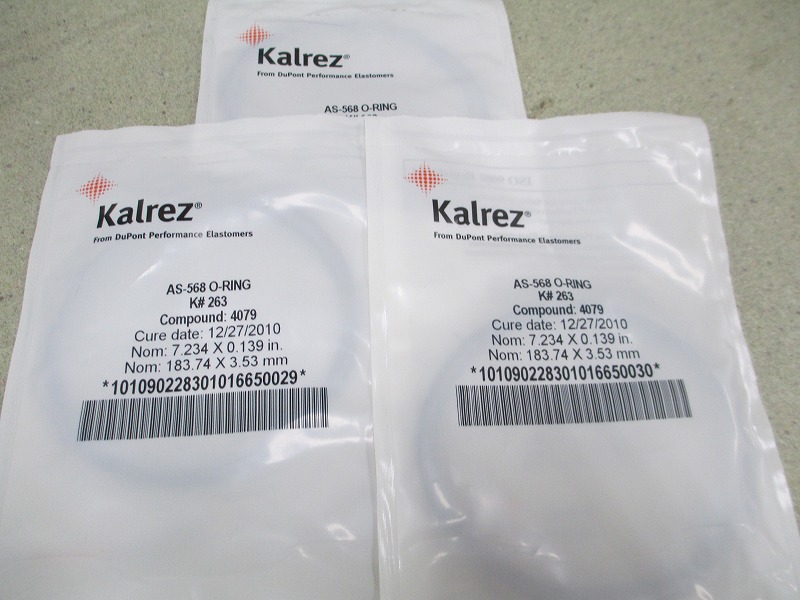 Kalrez®
From DuPont Performance Elastomers
AS-568 O-RING
Kalrez®
From DuPont Performance Elastomers
AS-568 O-RING
K# 263
Compound: 4079
Cure date: 12/27/2010
Nom: 7.234 X 0.139 in.
Nom: 183.74 X 3.53 mm
*101090228301016650029*
Kalrez®
From DuPont Performance Elastomers
AS-568 O-RING
K# 263
Compound: 4079
Cure date: 12/27/2010
Nom: 7.234 X 0.139 in.
Nom: 183.74 X 3.53 mm
*101090228301016650030*